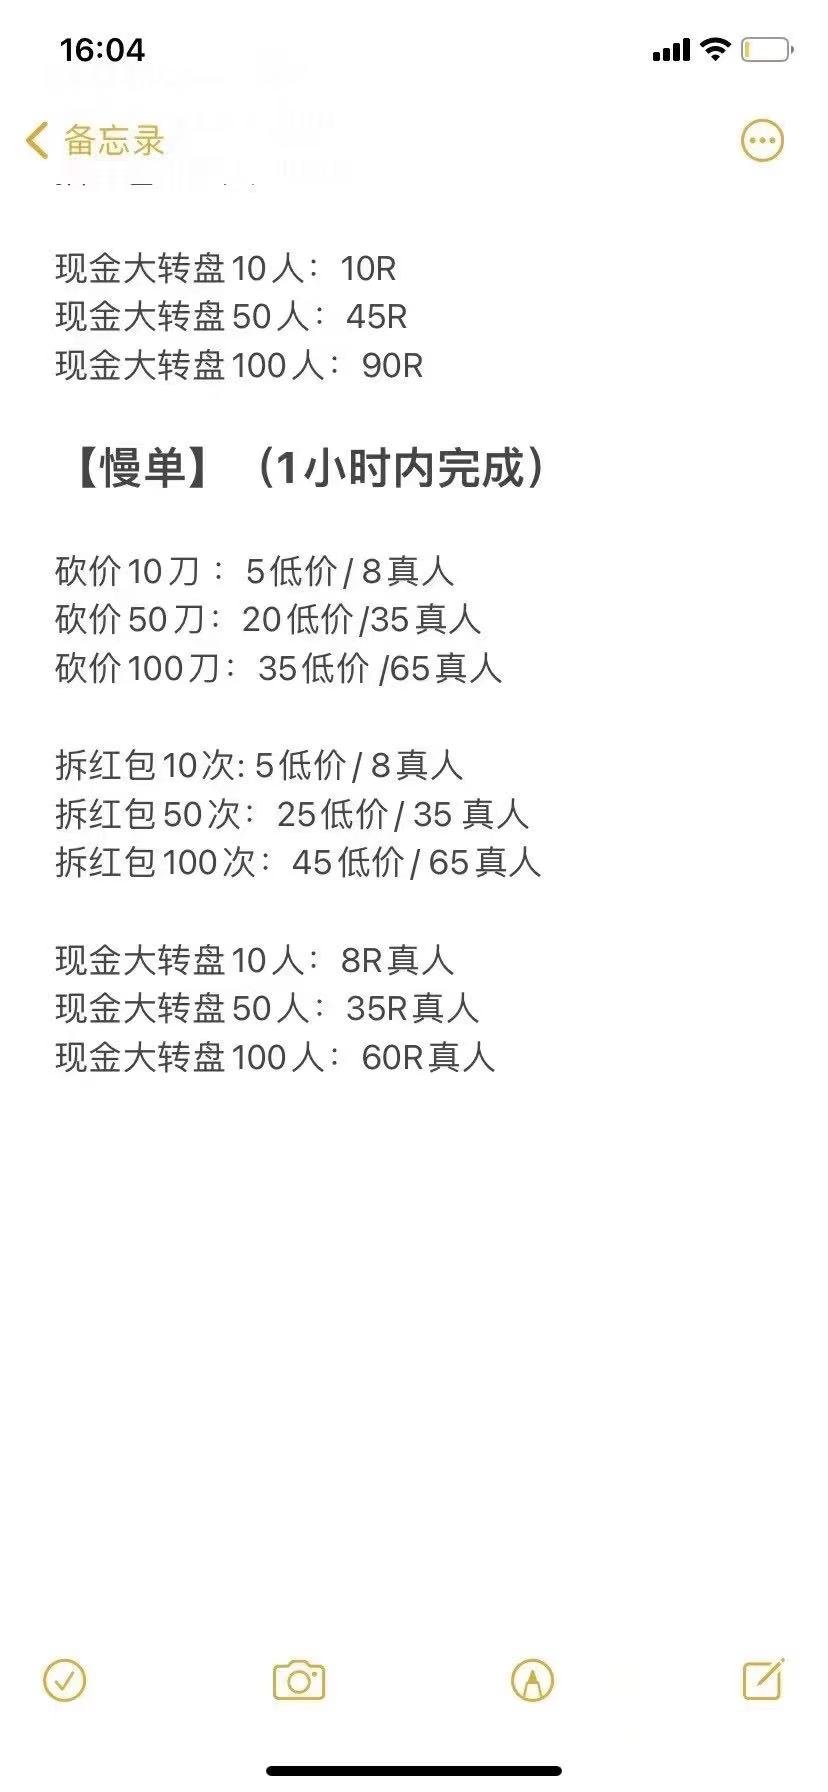 16:04
备忘录
现金大转盘10人：10R
现金大转盘50人：45R
现金大转盘100人：90R
【慢单】（1小时内完成）
砍价10刀：5低价/8真人
砍价50刀：20低价/35真人
砍价100刀：35低价/65真人
拆红包10次:5低价/8真人
拆红包50次：25低价/35 真人
拆红包100次：45低价/65真人
现金大转盘10人：8R真人
现金大转盘50人：35R真人
现金大转盘100人：60R真人